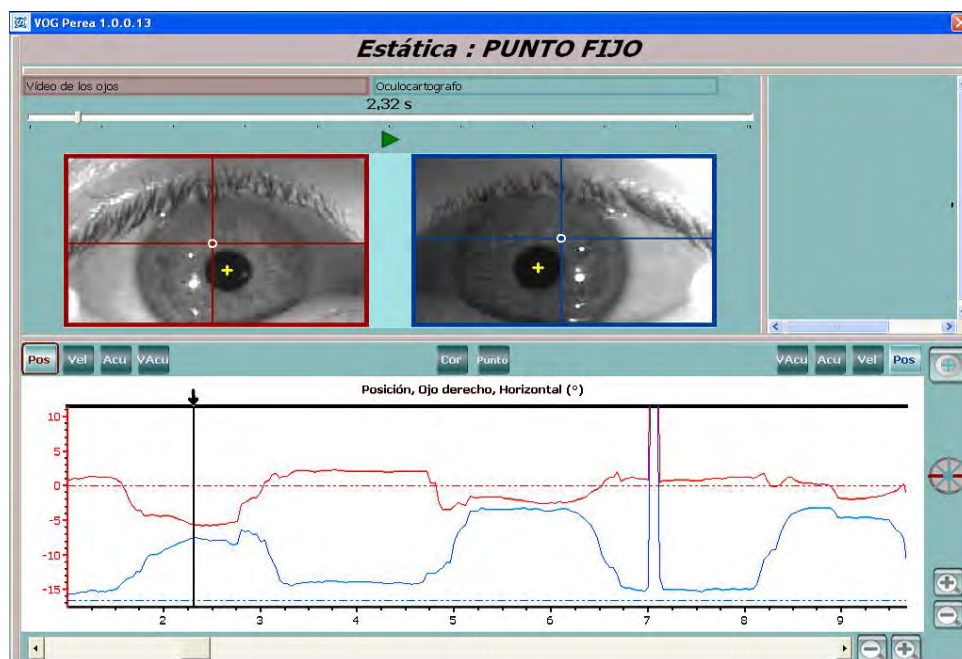 VOG Perea 1.0.0.13
Estática : PUNTO FIJO
Vídeo de los ojos
Oculocartografo
2,32 s
Pos Vel Acu VAcu Cor Punto VAcu Acu Vel Pos
Posición, Ojo derecho, Horizontal (°)
10
5
0
-5
-10
-15
2 3 4 5 6 7 8 9